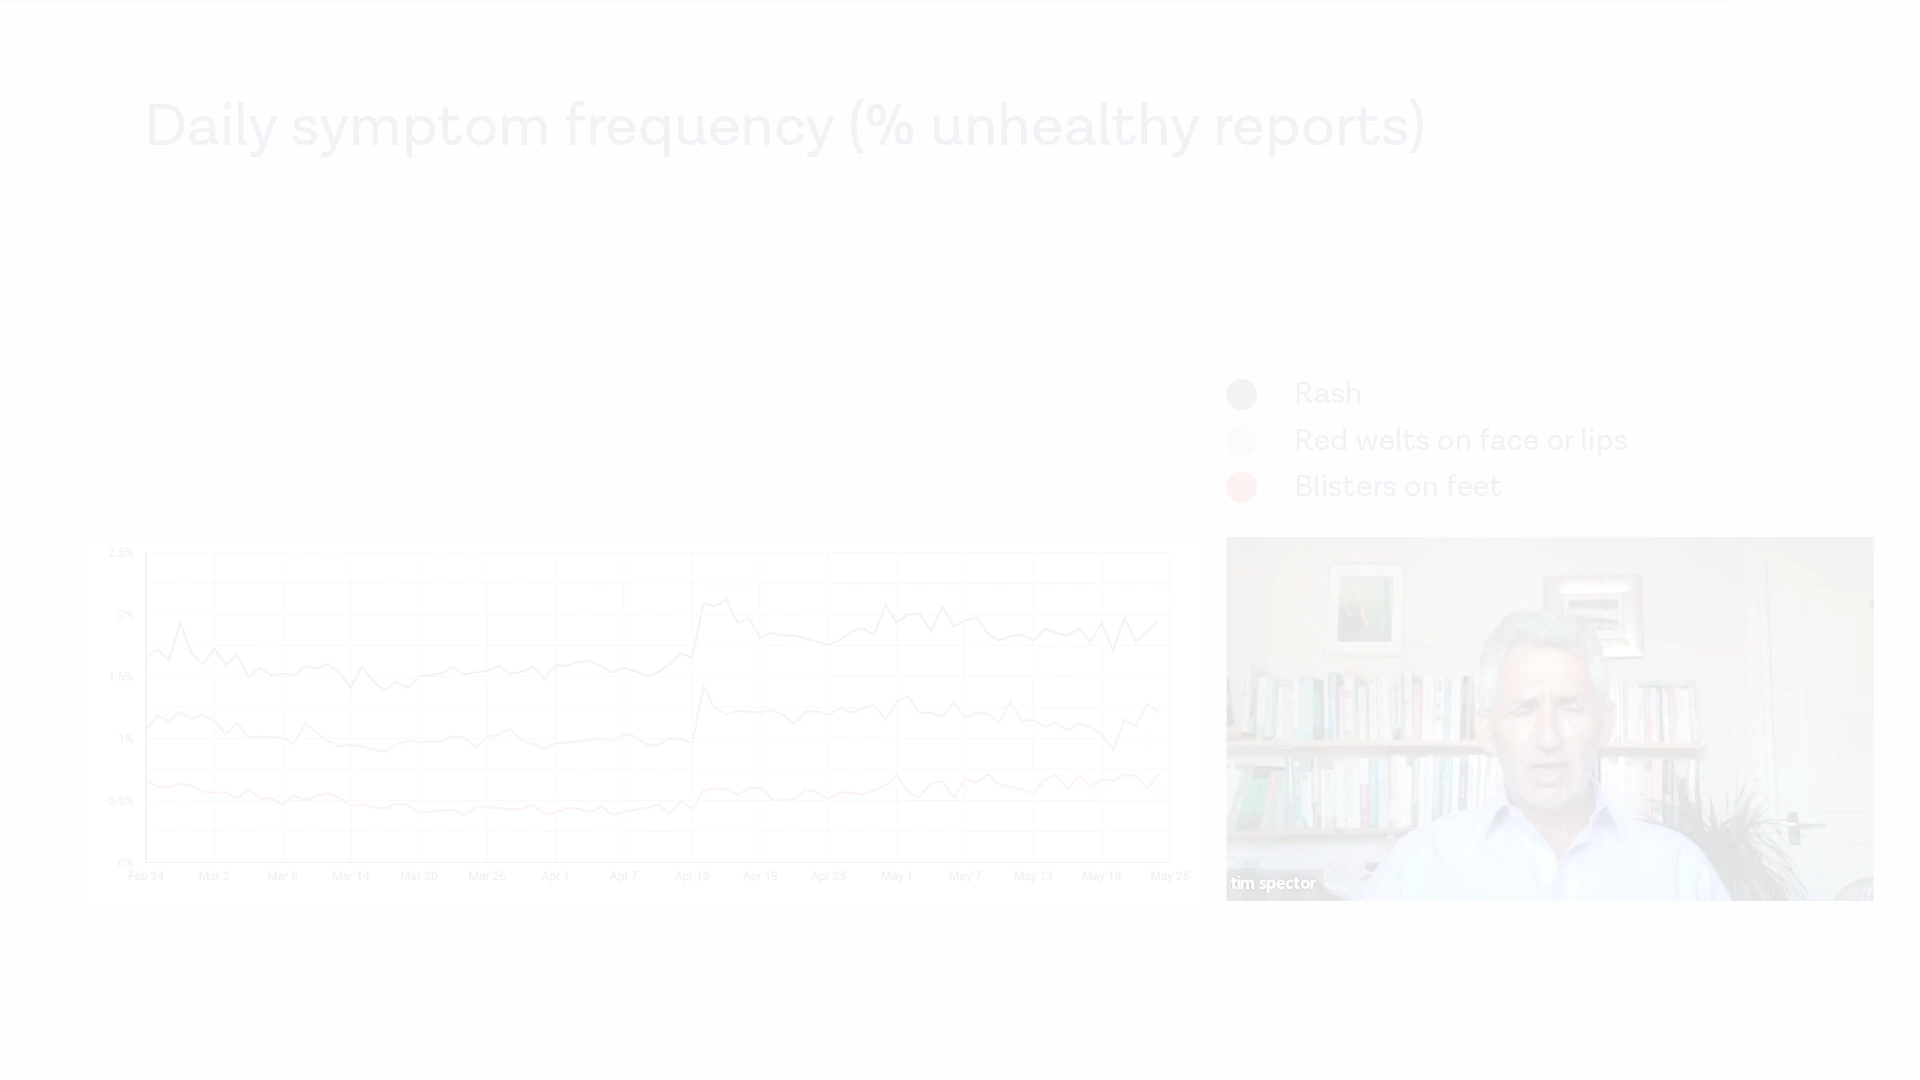 Daily symptom frequency (% unhealthy reports)
Rash
Red welts on face or lips
Blisters on feet
2.5%
2%
1.5%
1%
0.5%
0%
Feb 24 Mar 2 Mar 8 Mar 14 Mar 20 Mar 26 Apr 1 Apr 7 Apr 13 Apr 19 Apr 25 May 1 May 7 May 13 May 19 May 25
tim spector